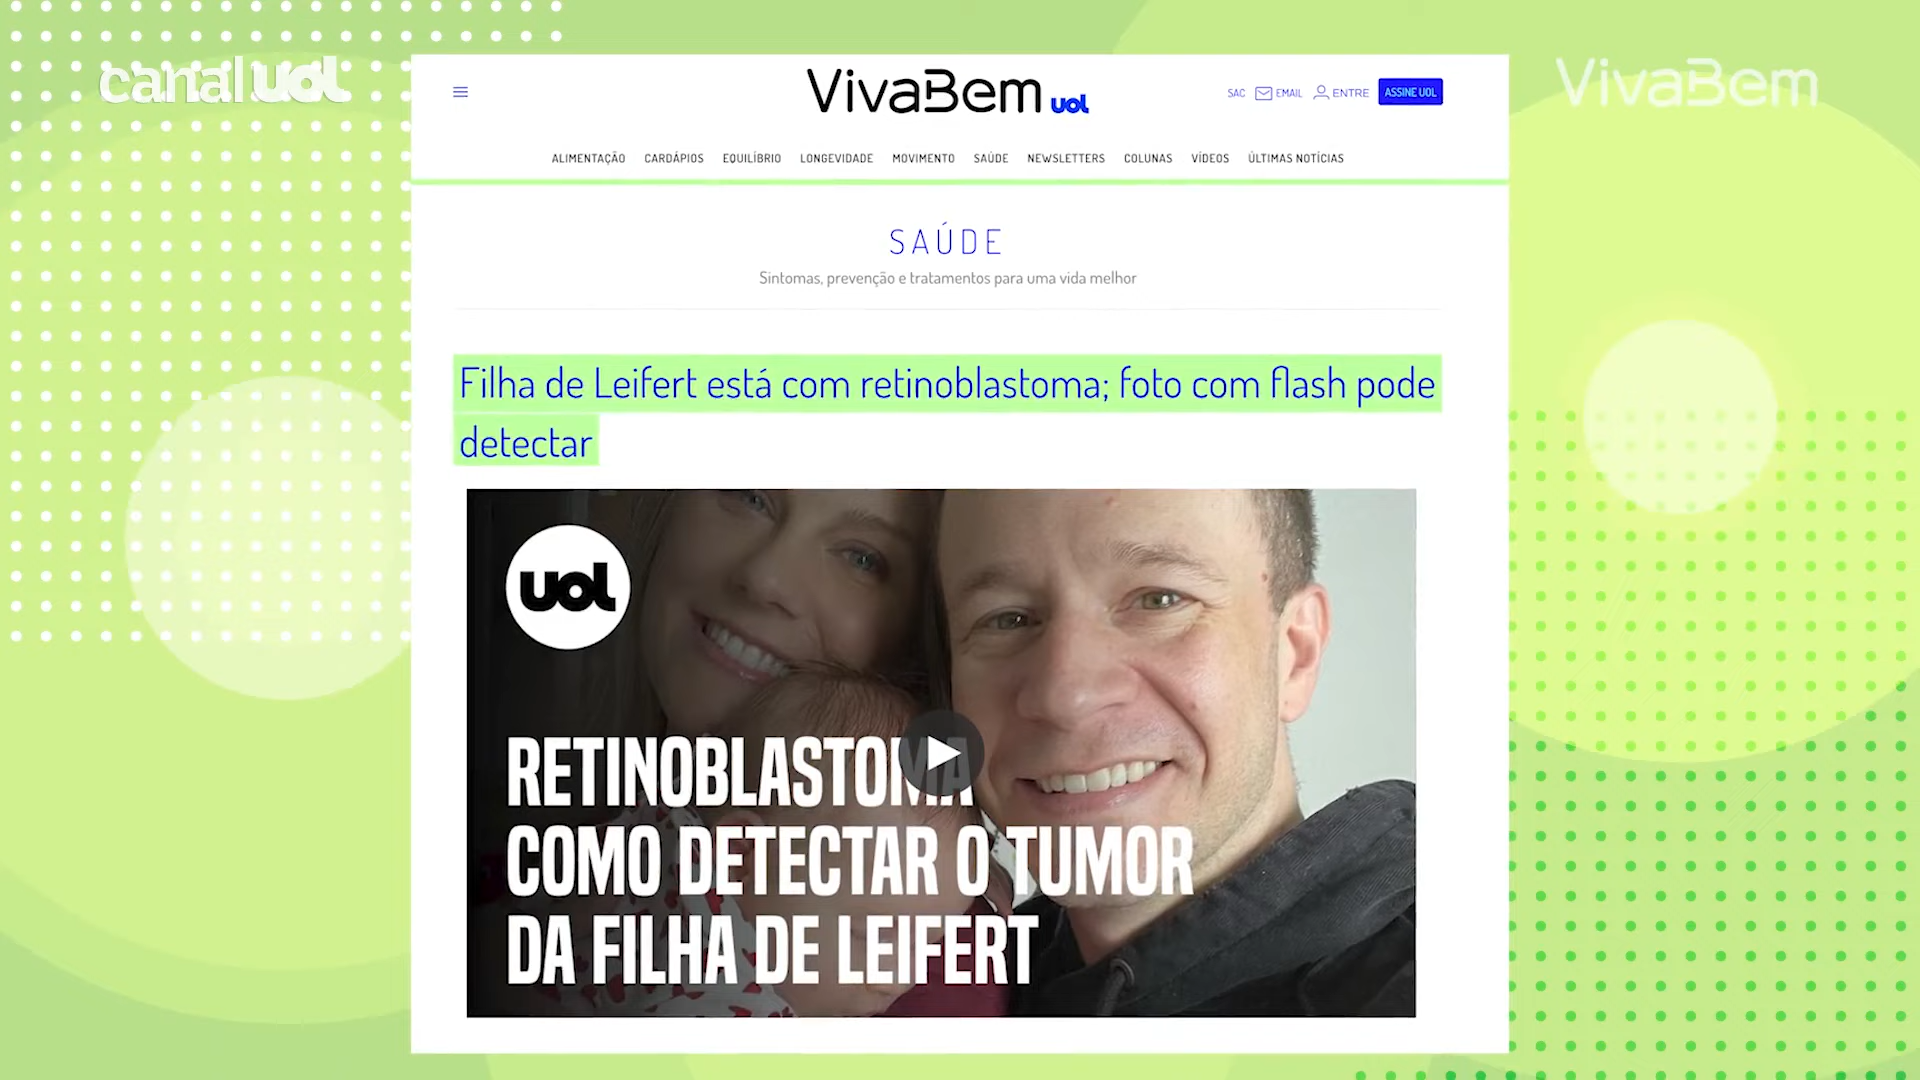 canal uol
VivaBem uol
VivaBem
SAC EMAIL ENTRE ASSINE UOL
ALIMENTAÇÃO CARDÁPIOS EQUILÍBRIO LONGEVIDADE MOVIMENTO SAÚDE NEWSLETTERS COLUNAS VÍDEOS ÚLTIMAS NOTÍCIAS
SAÚDE
Sintomas, prevenção e tratamentos para uma vida melhor
Filha de Leifert está com retinoblastoma; foto com flash pode
detectar
uol
RETINOBLASTOMA
COMO DETECTAR O TUMOR
DA FILHA DE LEIFERT